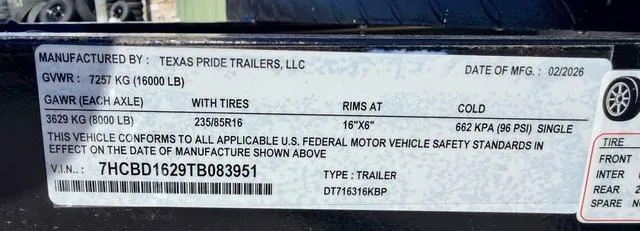 MANUFACTURED BY : TEXAS PRIDE TRAILERS, LLC
GVWR : 7257 KG (16000 LB)
DATE OF MFG. : 02/2026
GAWR (EACH AXLE) WITH TIRES RIMS AT COLD
3629 KG (8000 LB) 235/85R16 16"X6" 662 KPA (96 PSI) SINGLE
THIS VEHICLE CONFORMS TO ALL APPLICABLE U.S. FEDERAL MOTOR VEHICLE SAFETY STANDARDS IN
EFFECT ON THE DATE OF MANUFACTURE SHOWN ABOVE
V.I.N.: 7HCBD1629TB083951 TYPE : TRAILER
DT716316KBP
TIRE
FRONT
INTER
REAR 2
SPARE